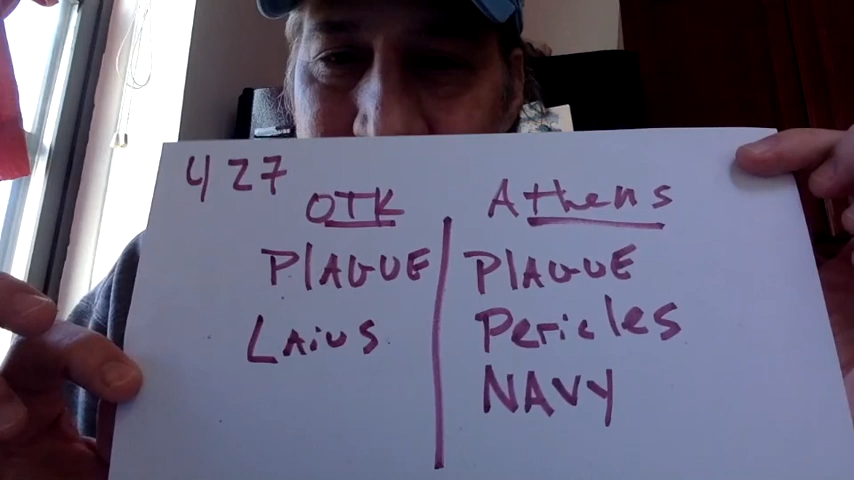 427
OTK Athens
PLAGUE PLAGUE
LAiUS Pericles
NAVY